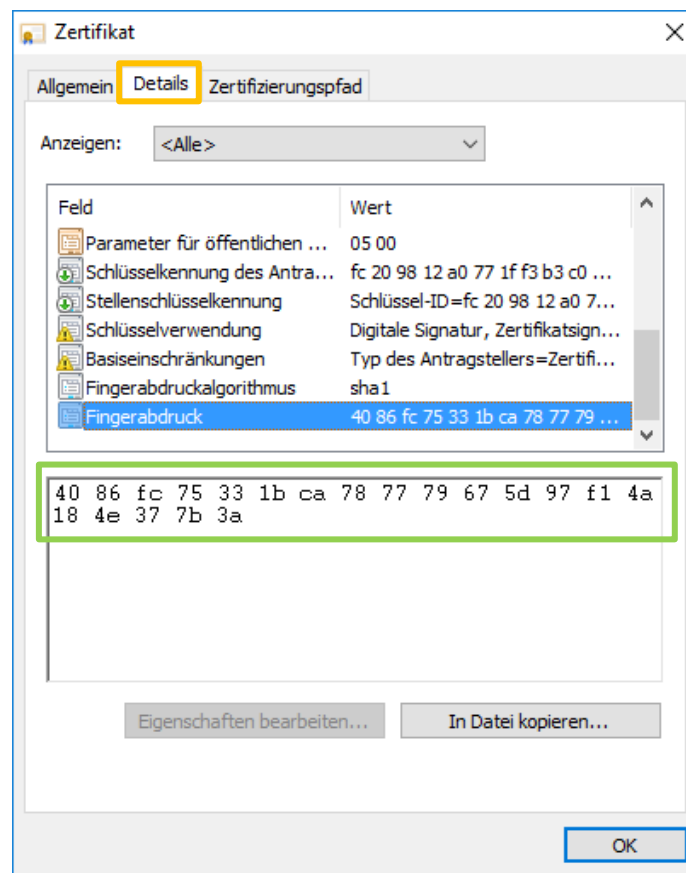 Zertifikat
Allgemein Details Zertifizierungspfad
Anzeigen: <Alle>
Feld Wert
Parameter für öffentlichen ... 05 00
Schlüsselkennung des Antra... fc 20 98 12 a0 77 1f f3 b3 c0 ...
Stellenschlüsselkennung Schlüssel-ID=fc 20 98 12 a0 7...
Schlüsselverwendung Digitale Signatur, Zertifikatsign...
Basiseinschränkungen Typ des Antragstellers=Zertifi...
Fingerabdruckalgorithmus sha1
Fingerabdruck 40 86 fc 75 33 1b ca 78 77 79 ...
40 86 fc 75 33 1b ca 78 77 79 67 5d 97 f1 4a
18 4e 37 7b 3a
Eigenschaften bearbeiten... In Datei kopieren...
OK